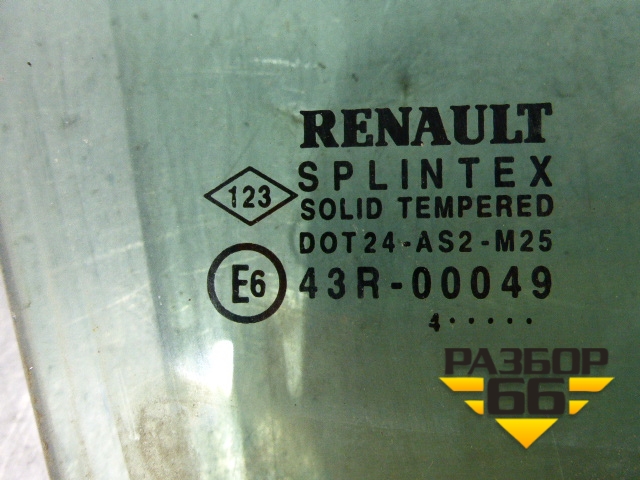 RENAULT
SPLINTEX
123
SOLID TEMPERED
DOT24-AS2-M25
E6
43R-00049
4·····
РАЗБОР
66